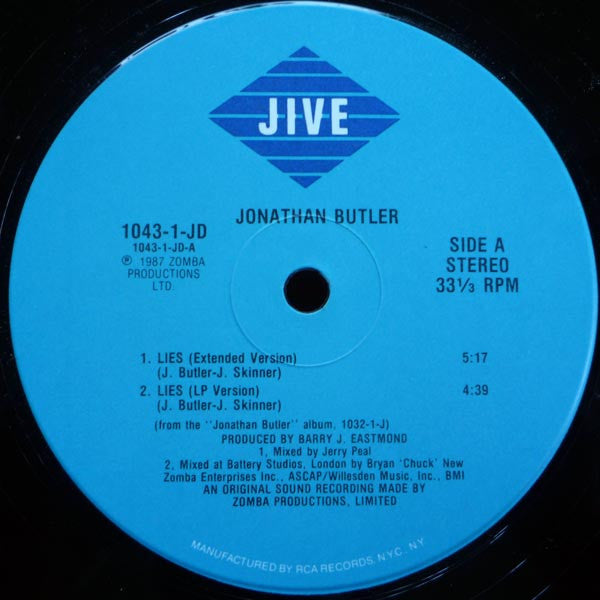 JIVE
JONATHAN BUTLER
1043-1-JD
1043-1-JD-A
℗ 1987 ZOMBA
PRODUCTIONS
LTD.
SIDE A
STEREO
33⅓ RPM
1. LIES (Extended Version) 5:17
(J. Butler-J. Skinner)
2. LIES (LP Version) 4:39
(J. Butler-J. Skinner)
(from the "Jonathan Butler" album, 1032-1-J)
PRODUCED BY BARRY J. EASTMOND
1, Mixed by Jerry Peal
2, Mixed at Battery Studios, London by Bryan 'Chuck' New
Zomba Enterprises Inc., ASCAP/Willesden Music, Inc., BMI
AN ORIGINAL SOUND RECORDING MADE BY
ZOMBA PRODUCTIONS, LIMITED
MANUFACTURED BY RCA RECORDS, N.Y.C., N.Y.